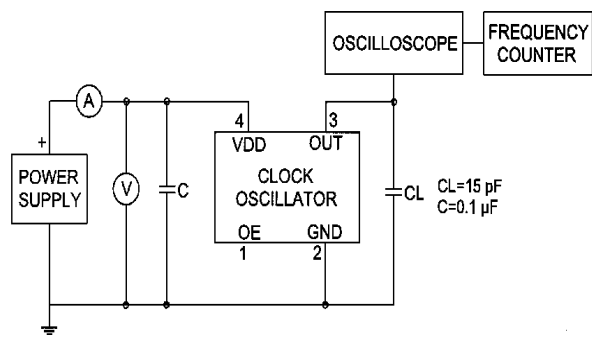 OSCILLOSCOPE
FREQUENCY
COUNTER
A
4
3
+
VDD
OUT
POWER
SUPPLY
V
C
CLOCK
OSCILLATOR
CL
CL=15 pF
C=0.1 µF
OE
GND
1
2